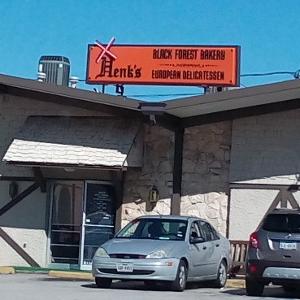 Henk's
BLACK FOREST BAKERY
EUROPEAN DELICATESSEN